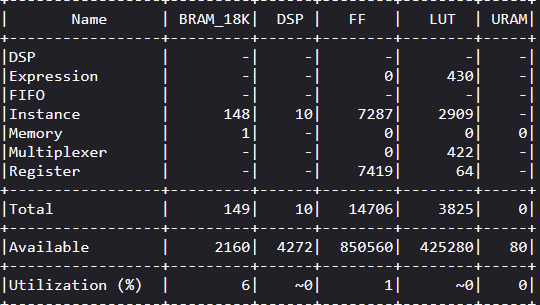 +-----------------+---------+------+--------+--------+-----+
|       Name      | BRAM_18K|  DSP |   FF   |   LUT  | URAM|
+-----------------+---------+------+--------+--------+-----+
|DSP              |        -|     -|       -|       -|    -|
|Expression       |        -|     -|       0|     430|    -|
|FIFO             |        -|     -|       -|       -|    -|
|Instance         |      148|    10|    7287|    2909|    -|
|Memory           |        1|     -|       0|       0|    0|
|Multiplexer      |        -|     -|       0|     422|    -|
|Register         |        -|     -|    7419|      64|    -|
+-----------------+---------+------+--------+--------+-----+
|Total            |      149|    10|   14706|    3825|    0|
+-----------------+---------+------+--------+--------+-----+
|Available        |     2160|  4272|  850560|  425280|   80|
+-----------------+---------+------+--------+--------+-----+
|Utilization (%)  |        6|    ~0|       1|      ~0|    0|
+-----------------+---------+------+--------+--------+-----+